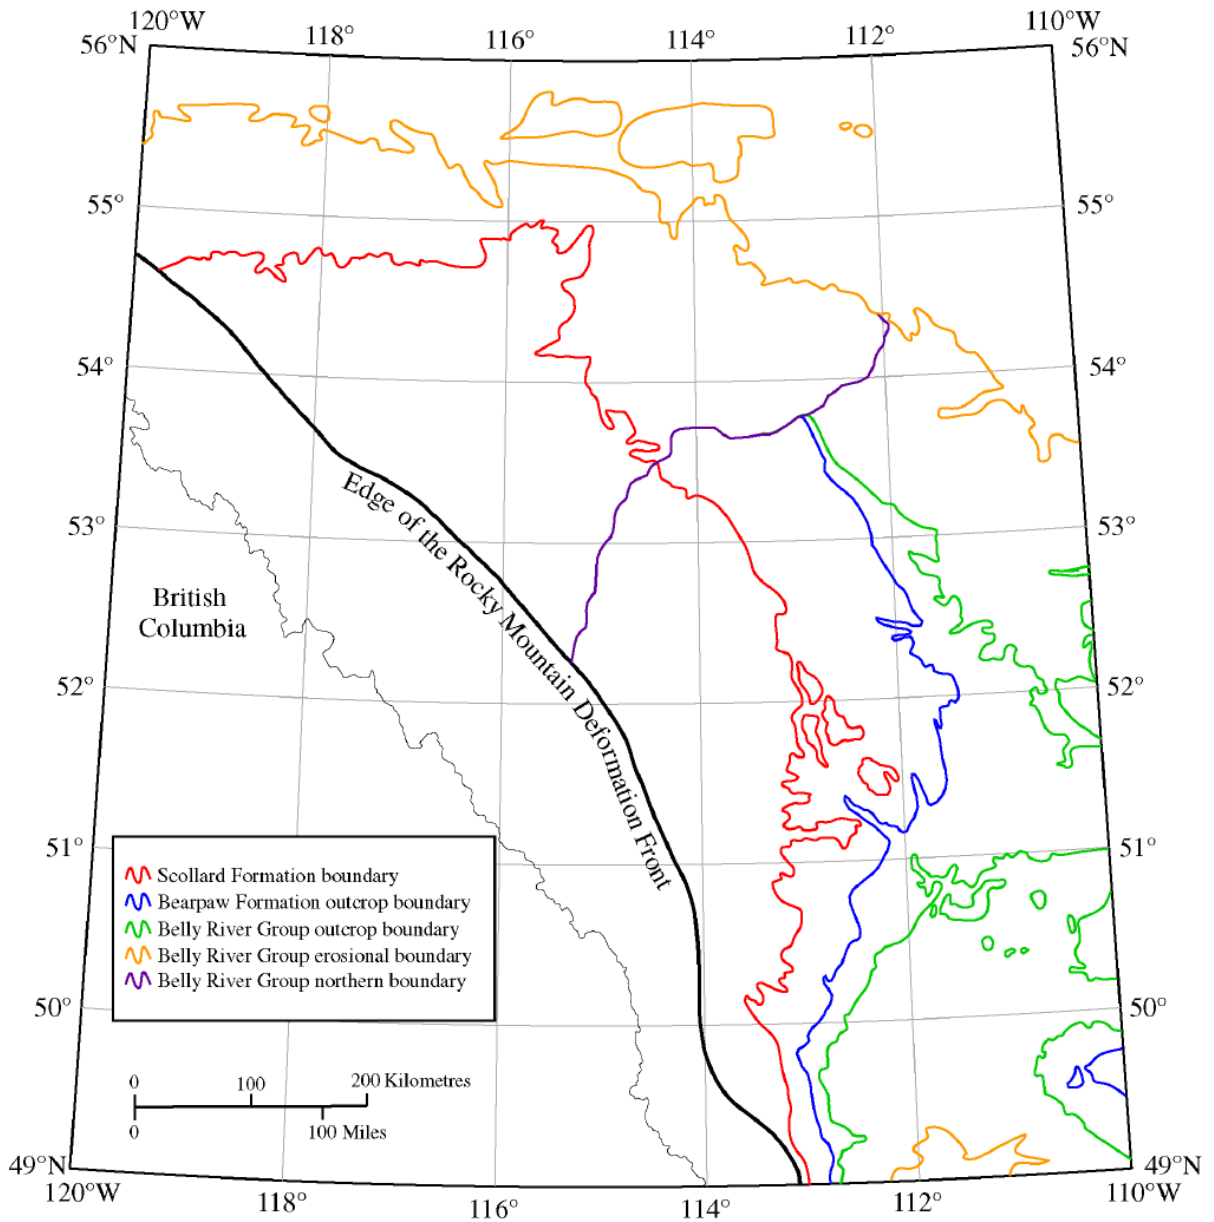 120°W 118° 116° 114° 112° 110°W
56°N 56°N
55° 55°
54° 54°
Edge of the Rocky Mountain Deformation Front
53° 53°
British
Columbia
52° 52°
51° 51°
Scollard Formation boundary
Bearpaw Formation outcrop boundary
Belly River Group outcrop boundary
Belly River Group erosional boundary
Belly River Group northern boundary
50° 50°
0 100 200 Kilometres
0 100 Miles
49°N 49°N
120°W 118° 116° 114° 112° 110°W